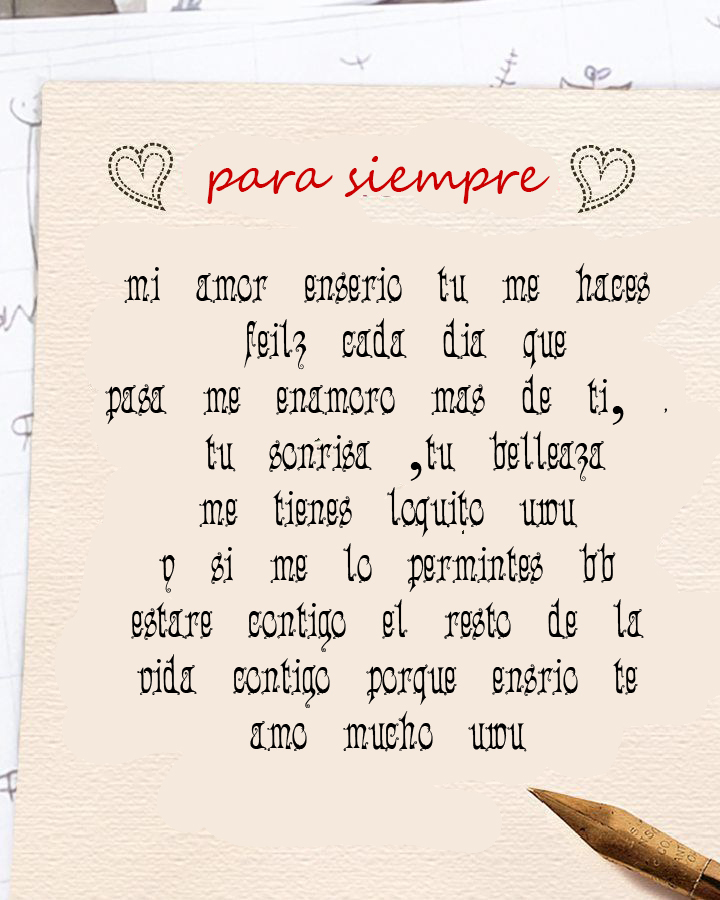 para siempre
mi amor enserio tu me haces
feilz cada dia que
pasa me enamoro mas de ti, .
tu sonrisa ,tu belleaza
me tienes loquito uwu
y si me lo permintes bb
estare contigo el resto de la
vida contigo porque ensrio te
amo mucho uwu